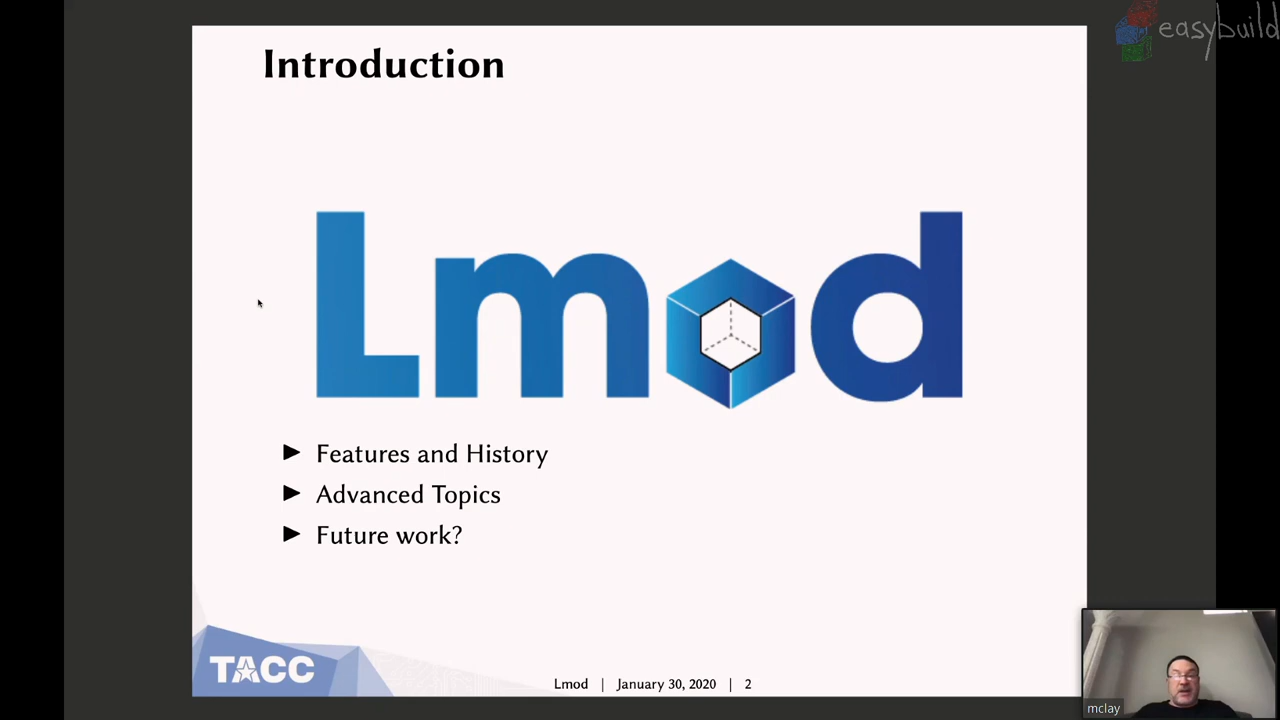 easybuild
Introduction
Lmod
► Features and History
► Advanced Topics
► Future work?
TACC
Lmod | January 30, 2020 | 2
mclay